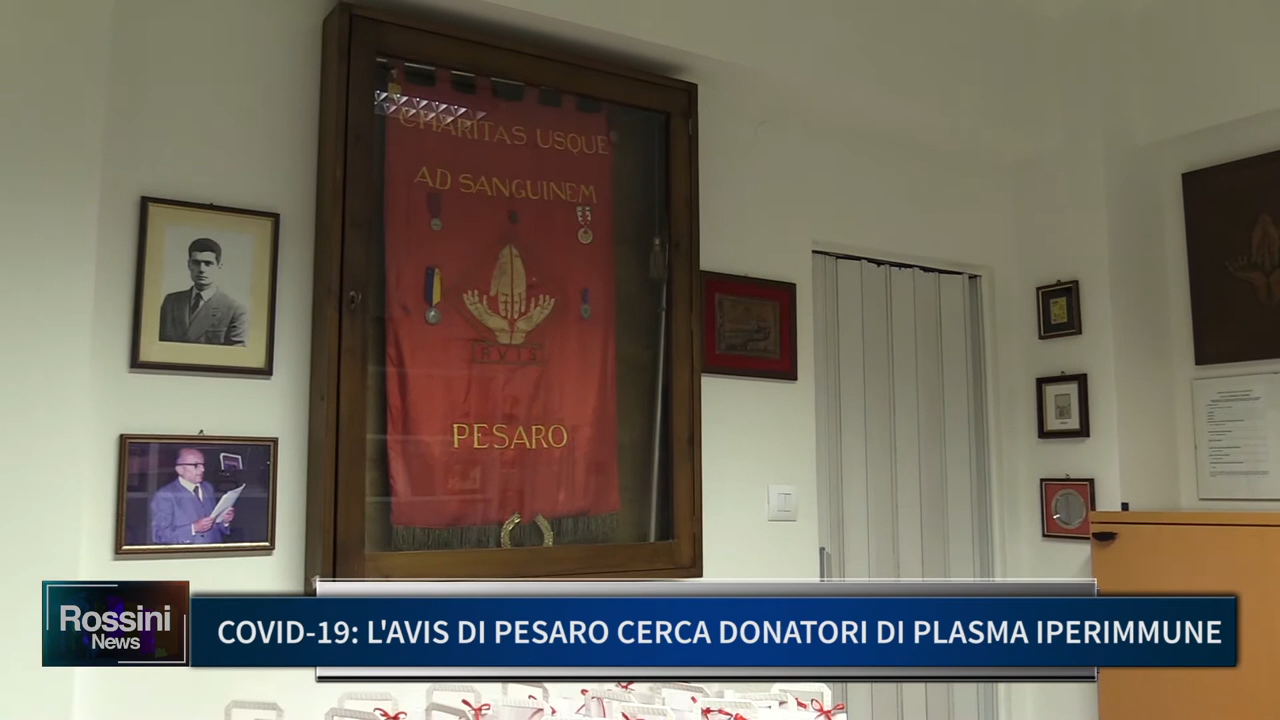 CHARITAS USQUE
AD SANGUINEM
AVIS
PESARO
Rossini
News
COVID-19: L'AVIS DI PESARO CERCA DONATORI DI PLASMA IPERIMMUNE